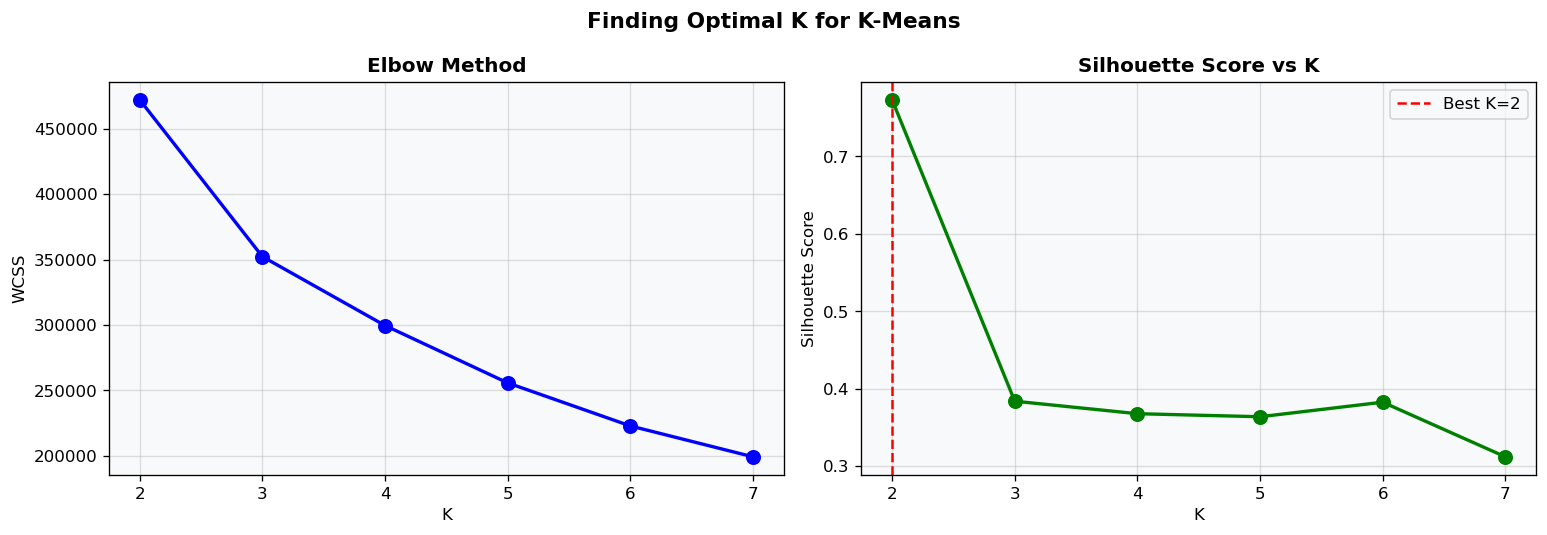 Finding Optimal K for K-Means
Elbow Method
WCSS
450000
400000
350000
300000
250000
200000
2 3 4 5 6 7
K
Silhouette Score vs K
Best K=2
Silhouette Score
0.7
0.6
0.5
0.4
0.3
2 3 4 5 6 7
K